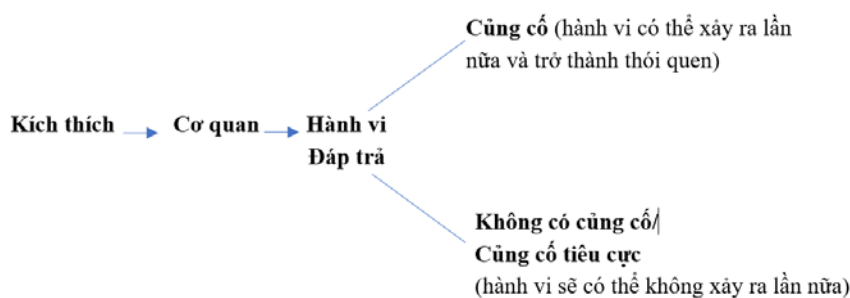 Củng cố (hành vi có thể xảy ra lần
nữa và trở thành thói quen)
Kích thích
Cơ quan
Hành vi
Đáp trả
Không có củng cố/
Củng cố tiêu cực
(hành vi sẽ có thể không xảy ra lần nữa)